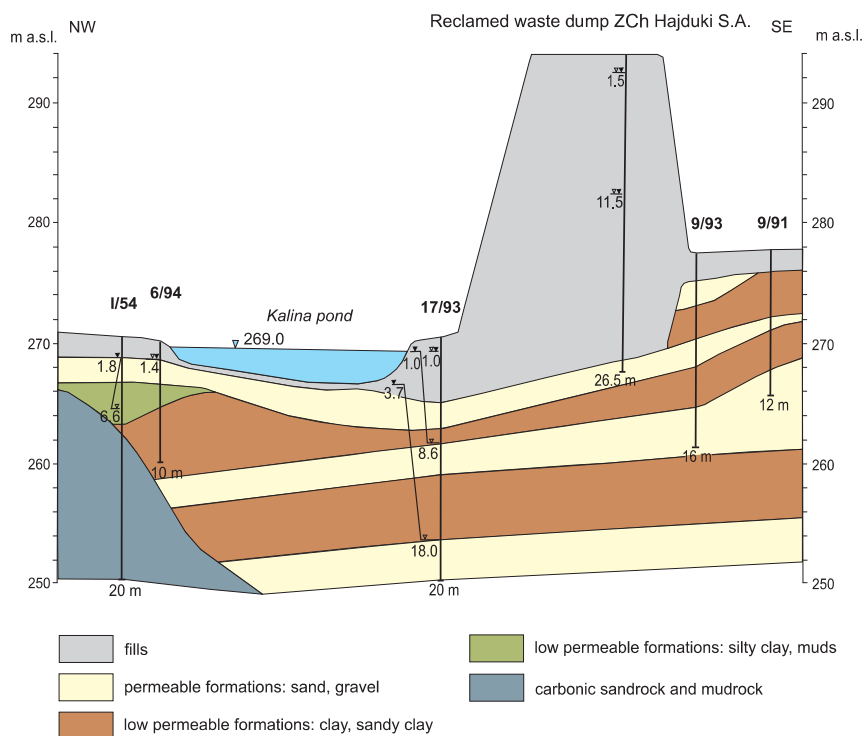 Reclamed waste dump ZCh Hajduki S.A.
NW
SE
m a.s.l.
m a.s.l.
290
290
1.5
11.5
280
280
9/93
9/91
I/54
6/94
17/93
Kalina pond
269.0
270
270
1.8
1.4
1.0
1.0
26.5 m
3.7
12 m
6.6
8.6
16 m
260
260
10 m
18.0
250
250
20 m
20 m
fills
low permeable formations: silty clay, muds
permeable formations: sand, gravel
carbonic sandrock and mudrock
low permeable formations: clay, sandy clay